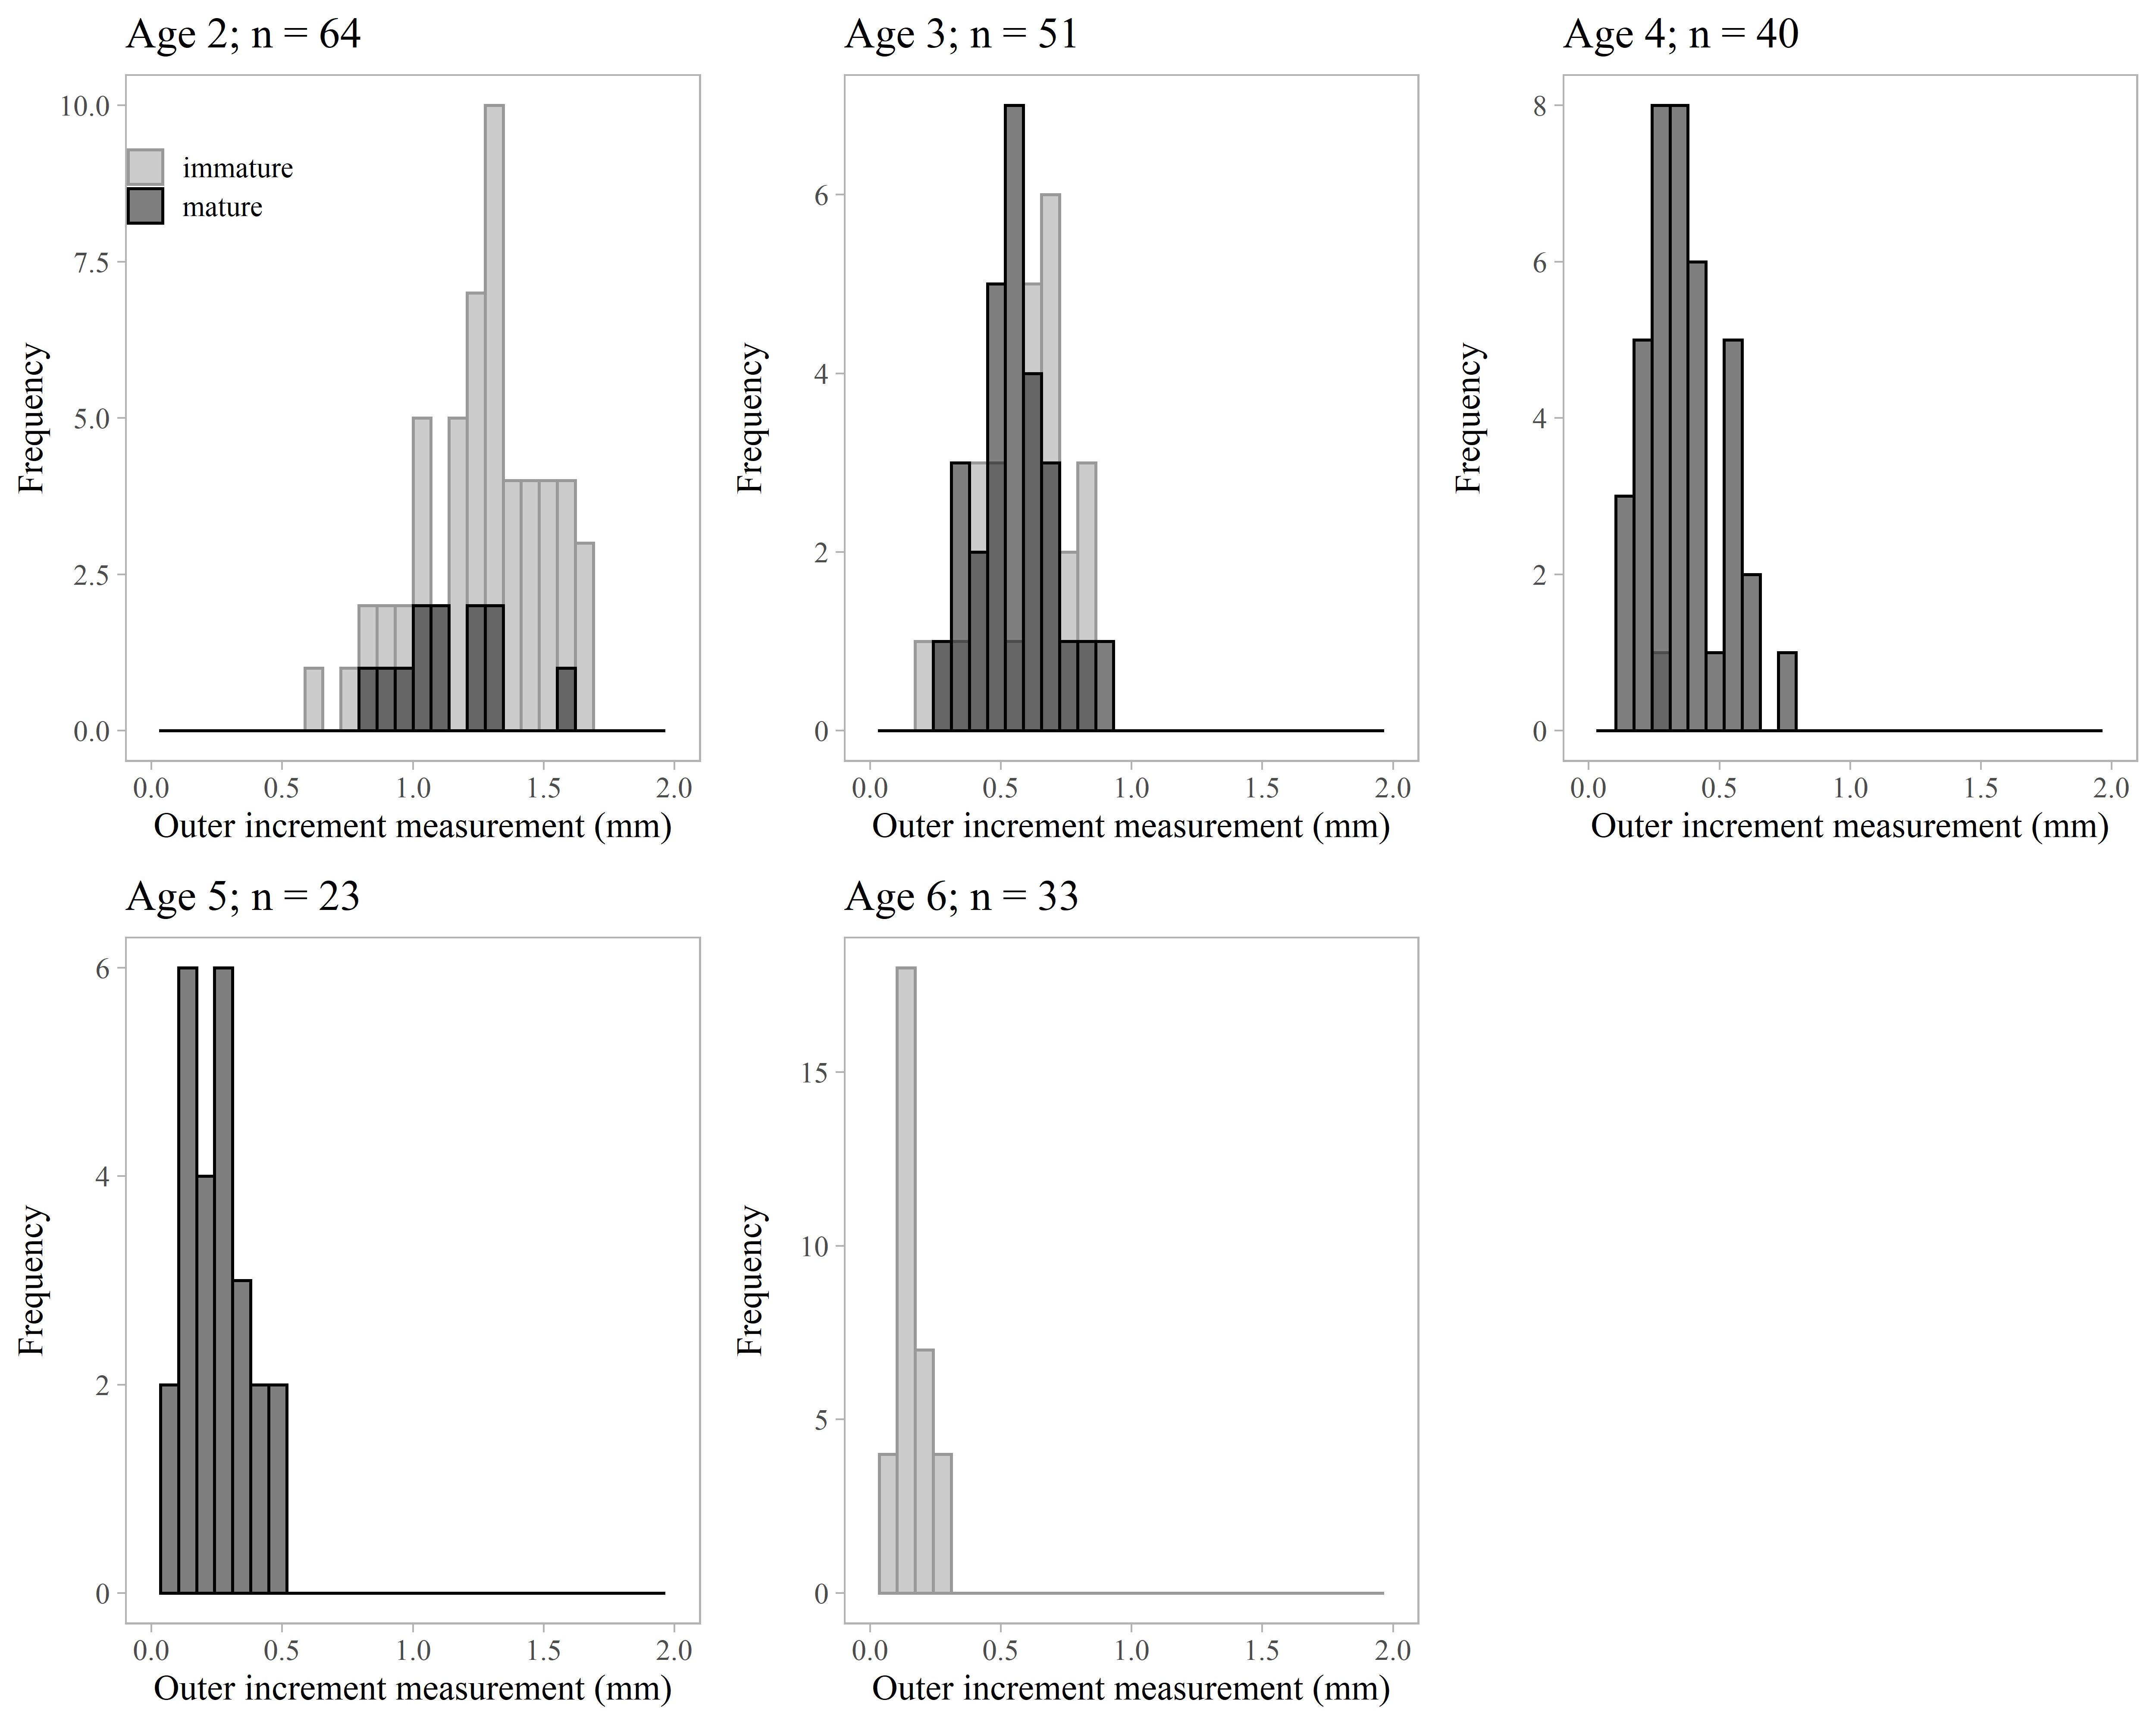 Age 2; n = 64
10.0
7.5
5.0
2.5
0.0
Frequency
immature
mature
0.0 0.5 1.0 1.5 2.0
Outer increment measurement (mm)
Age 3; n = 51
6
4
2
0
Frequency
0.0 0.5 1.0 1.5 2.0
Outer increment measurement (mm)
Age 4; n = 40
8
6
4
2
0
Frequency
0.0 0.5 1.0 1.5 2.0
Outer increment measurement (mm)
Age 5; n = 23
6
4
2
0
Frequency
0.0 0.5 1.0 1.5 2.0
Outer increment measurement (mm)
Age 6; n = 33
15
10
5
0
Frequency
0.0 0.5 1.0 1.5 2.0
Outer increment measurement (mm)